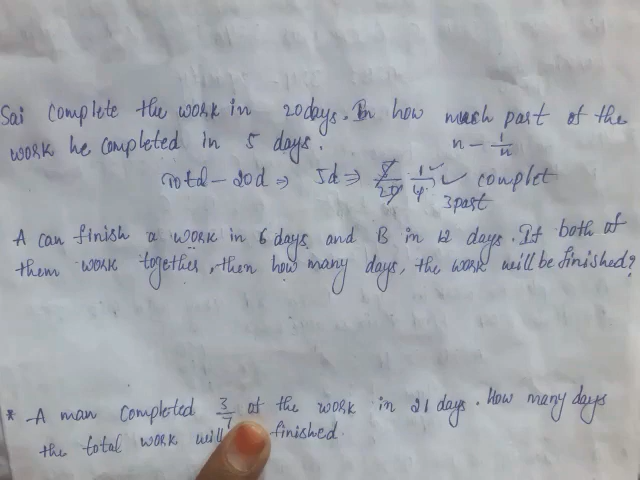 Sai complete the work in 20days. In how much part of the
work he completed in 5 days.
n - 1/n
Total - 20d ⇒ 5d ⇒ 5/20 1/4 ✓ complet
3part
A can finish a work in 6 days and B in 12 days. If both of
them work together, then how many days, the work will be finished?
* A man completed 3/7 of the work in 21 days. How many days
the total work will finished.